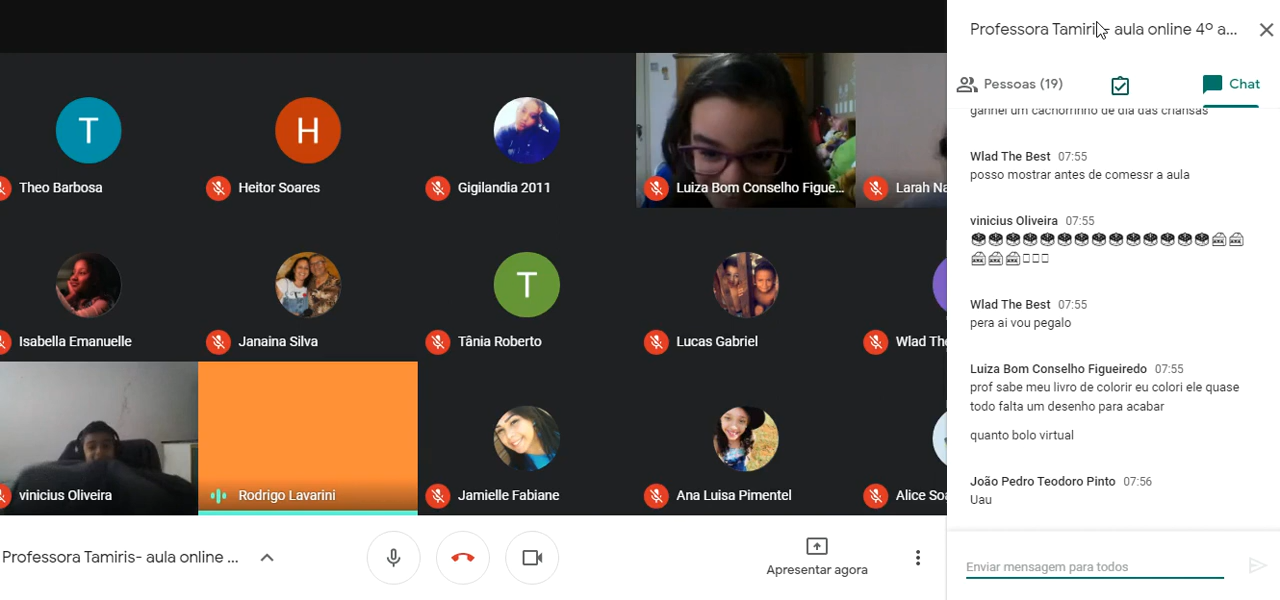 Professora Tamiris- aula online 4º a...
Pessoas (19)
Chat
ganhei um cachorrinho de dia das criansas
Wlad The Best 07:55
posso mostrar antes de comessr a aula
vinicius Oliveira 07:55
Wlad The Best 07:55
pera ai vou pegalo
Luiza Bom Conselho Figueiredo 07:55
prof sabe meu livro de colorir eu colori ele quase
todo falta um desenho para acabar
quanto bolo virtual
João Pedro Teodoro Pinto 07:56
Uau
Enviar mensagem para todos
T
H
Theo Barbosa
Heitor Soares
Gigilandia 2011
Luiza Bom Conselho Figue...
Larah Na
T
Isabella Emanuelle
Janaina Silva
Tânia Roberto
Lucas Gabriel
Wlad The
vinicius Oliveira
Rodrigo Lavarini
Jamielle Fabiane
Ana Luisa Pimentel
Alice Soa
Professora Tamiris- aula online ...
Apresentar agora